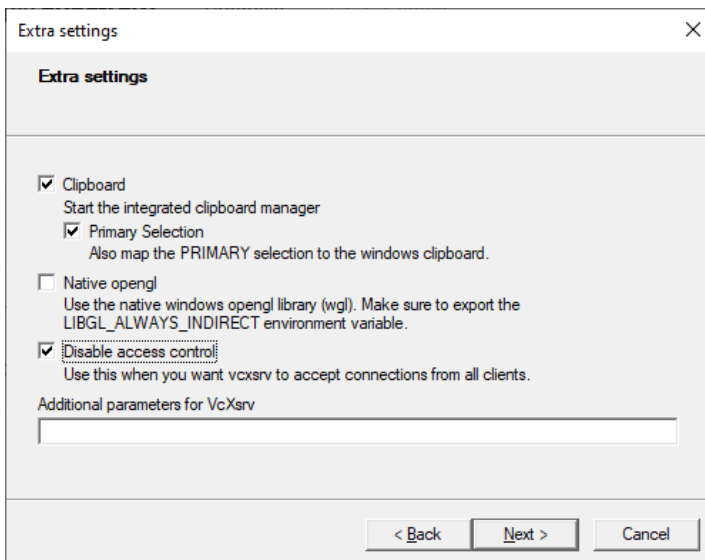 Extra settings
Extra settings
Clipboard
Start the integrated clipboard manager
Primary Selection
Also map the PRIMARY selection to the windows clipboard.
Native opengl
Use the native windows opengl library (wgl). Make sure to export the
LIBGL_ALWAYS_INDIRECT environment variable.
Disable access control
Use this when you want vcxsrv to accept connections from all clients.
Additional parameters for VcXsrv
< Back
Next >
Cancel